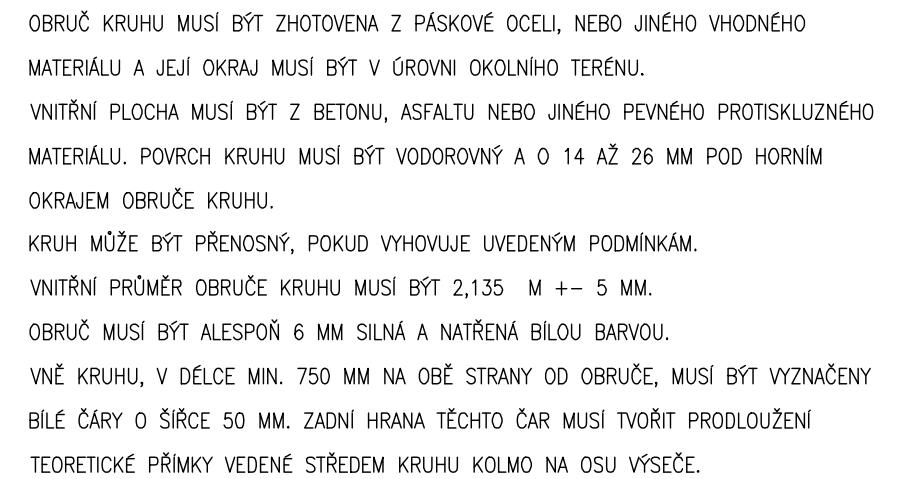 OBRUČ KRUHU MUSÍ BÝT ZHOTOVENA Z PÁSKOVÉ OCELI, NEBO JINÉHO VHODNÉHO
MATERIÁLU A JEJÍ OKRAJ MUSÍ BÝT V ÚROVNI OKOLNÍHO TERÉNU.
VNITŘNÍ PLOCHA MUSÍ BÝT Z BETONU, ASFALTU NEBO JINÉHO PEVNÉHO PROTISKLUZNÉHO
MATERIÁLU. POVRCH KRUHU MUSÍ BÝT VODOROVNÝ A O 14 AŽ 26 MM POD HORNÍM
OKRAJEM OBRUČE KRUHU.
KRUH MŮŽE BÝT PŘENOSNÝ, POKUD VYHOVUJE UVEDENÝM PODMÍNKÁM.
VNITŘNÍ PRŮMĚR OBRUČE KRUHU MUSÍ BÝT 2,135 M +− 5 MM.
OBRUČ MUSÍ BÝT ALESPOŇ 6 MM SILNÁ A NATŘENÁ BÍLOU BARVOU.
VNĚ KRUHU, V DÉLCE MIN. 750 MM NA OBĚ STRANY OD OBRUČE, MUSÍ BÝT VYZNAČENY
BÍLÉ ČÁRY O ŠÍŘCE 50 MM. ZADNÍ HRANA TĚCHTO ČAR MUSÍ TVOŘIT PRODLOUŽENÍ
TEORETICKÉ PŘÍMKY VEDENÉ STŘEDEM KRUHU KOLMO NA OSU VÝSEČE.